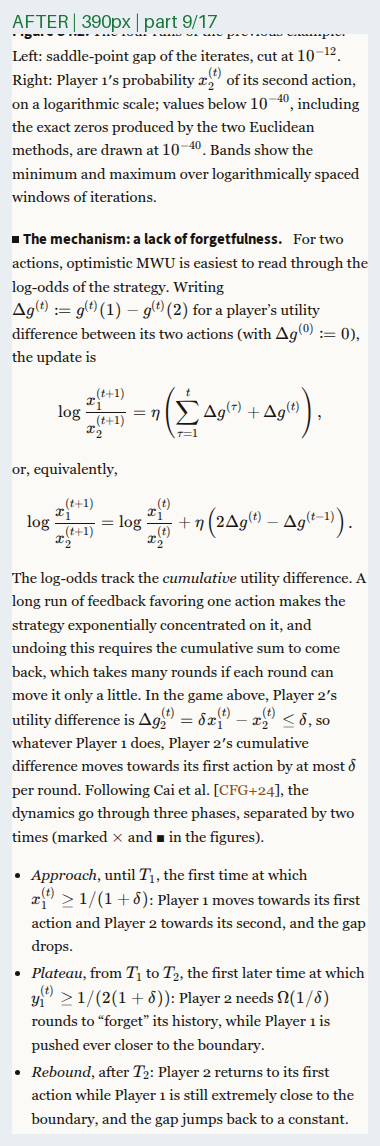 AFTER | 390px | part 9/17
Left: saddle-point gap of the iterates, cut at 10^{−12}.
Right: Player 1's probability x_2^{(t)} of its second action,
on a logarithmic scale; values below 10^{−40}, including
the exact zeros produced by the two Euclidean
methods, are drawn at 10^{−40}. Bands show the
minimum and maximum over logarithmically spaced
windows of iterations.
■ The mechanism: a lack of forgetfulness. For two
actions, optimistic MWU is easiest to read through the
log-odds of the strategy. Writing
Δg^{(t)} := g^{(t)}(1) − g^{(t)}(2) for a player's utility
difference between its two actions (with Δg^{(0)} := 0),
the update is
log x_1^{(t+1)} / x_2^{(t+1)} = η ( ∑_{τ=1}^{t} Δg^{(τ)} + Δg^{(t)} ),
or, equivalently,
log x_1^{(t+1)} / x_2^{(t+1)} = log x_1^{(t)} / x_2^{(t)} + η ( 2Δg^{(t)} − Δg^{(t−1)} ).
The log-odds track the cumulative utility difference. A
long run of feedback favoring one action makes the
strategy exponentially concentrated on it, and
undoing this requires the cumulative sum to come
back, which takes many rounds if each round can
move it only a little. In the game above, Player 2's
utility difference is Δg_2^{(t)} = δx_1^{(t)} − x_2^{(t)} ≤ δ, so
whatever Player 1 does, Player 2's cumulative
difference moves towards its first action by at most δ
per round. Following Cai et al. [CFG+24], the
dynamics go through three phases, separated by two
times (marked × and ■ in the figures).
• Approach, until T_1, the first time at which
x_1^{(t)} ≥ 1/(1 + δ): Player 1 moves towards its first
action and Player 2 towards its second, and the gap
drops.
• Plateau, from T_1 to T_2, the first later time at which
y_1^{(t)} ≥ 1/(2(1 + δ)): Player 2 needs Ω(1/δ)
rounds to “forget” its history, while Player 1 is
pushed ever closer to the boundary.
• Rebound, after T_2: Player 2 returns to its first
action while Player 1 is still extremely close to the
boundary, and the gap jumps back to a constant.